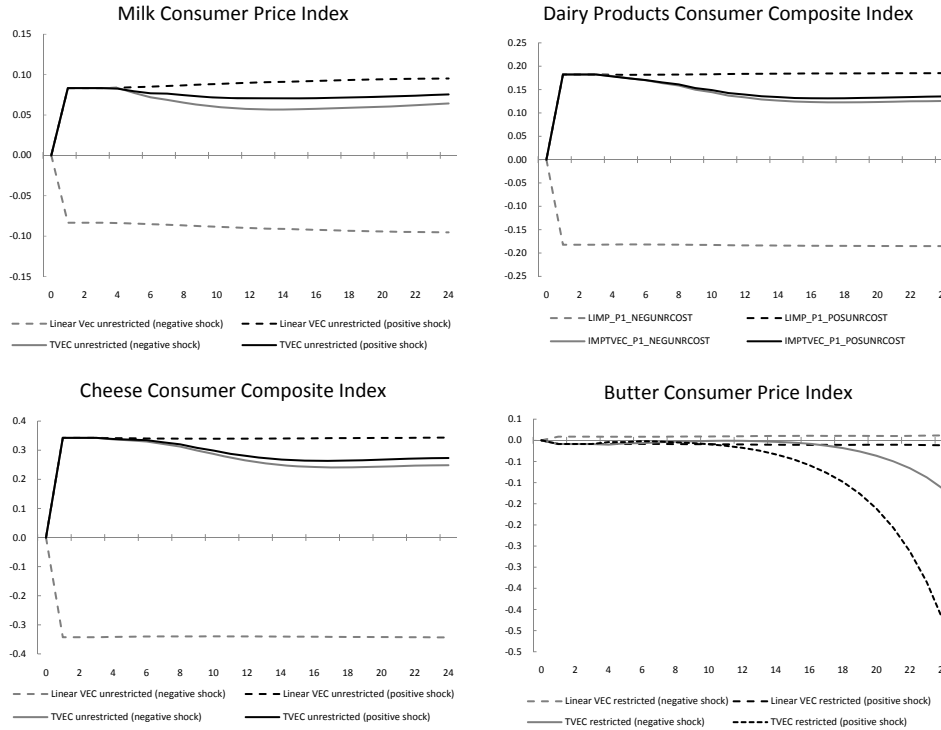 Milk Consumer Price Index
0.15
0.10
0.05
0.00
-0.05
-0.10
-0.15
0 2 4 6 8 10 12 14 16 18 20 22 24
Linear Vec unrestricted (negative shock) Linear VEC unrestricted (positive shock)
TVEC unrestricted (negative shock) TVEC unrestricted (positive shock)
Dairy Products Consumer Composite Index
0.25
0.20
0.15
0.10
0.05
0.00
-0.05
-0.10
-0.15
-0.20
-0.25
0 2 4 6 8 10 12 14 16 18 20 22
LIMP_P1_NEGUNRCOST LIMP_P1_POSUNRCOST
IMPTVEC_P1_NEGUNRCOST IMPTVEC_P1_POSUNRCOST
Cheese Consumer Composite Index
0.4
0.3
0.2
0.1
0.0
-0.1
-0.2
-0.3
-0.4
0 2 4 6 8 10 12 14 16 18 20 22 24
Linear VEC unrestricted (negative shock) Linear VEC unrestricted (positive shock)
TVEC unrestricted (negative shock) TVEC unrestricted (positive shock)
Butter Consumer Price Index
0.1
0.0
-0.1
-0.1
-0.2
-0.2
-0.3
-0.3
-0.4
-0.4
-0.5
-0.5
0 2 4 6 8 10 12 14 16 18 20 22
Linear VEC restricted (negative shock) Linear VEC restricted (positive shock)
TVEC restricted (negative shock) TVEC restricted (positive shock)